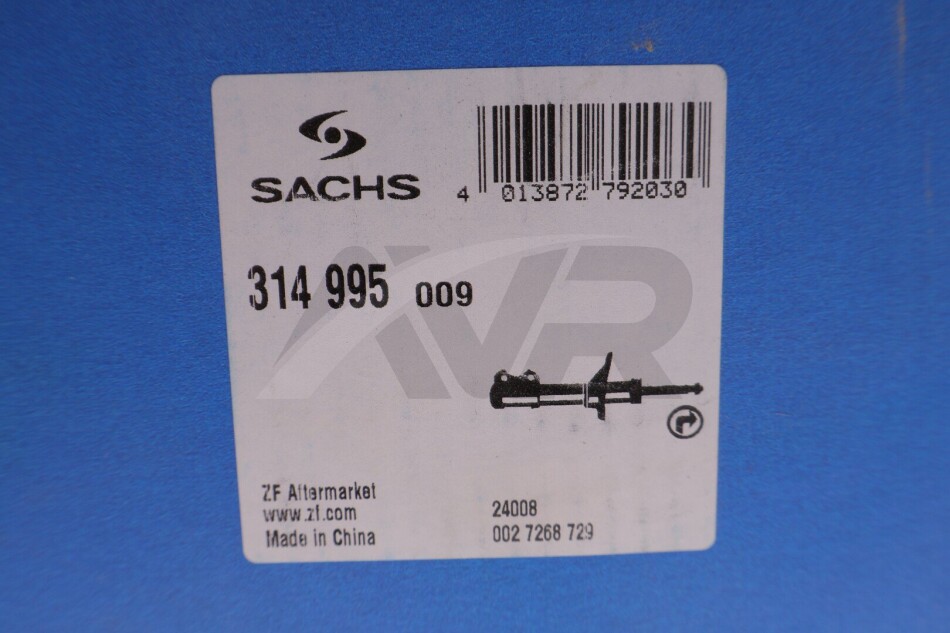 SACHS
4 013872 792030
314 995 009
AVR
ZF Aftermarket
www.zf.com
Made in China
24008
002 7268 729